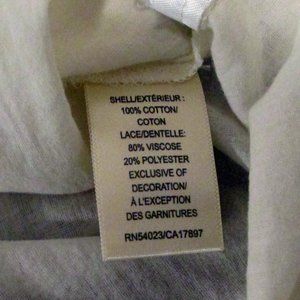 SHELL/EXTÉRIEUR :
100% COTTON/
COTON
LACE/DENTELLE:
80% VISCOSE
20% POLYESTER
EXCLUSIVE OF
DECORATION/
À L'EXCEPTION
DES GARNITURES
RN54023/CA17897